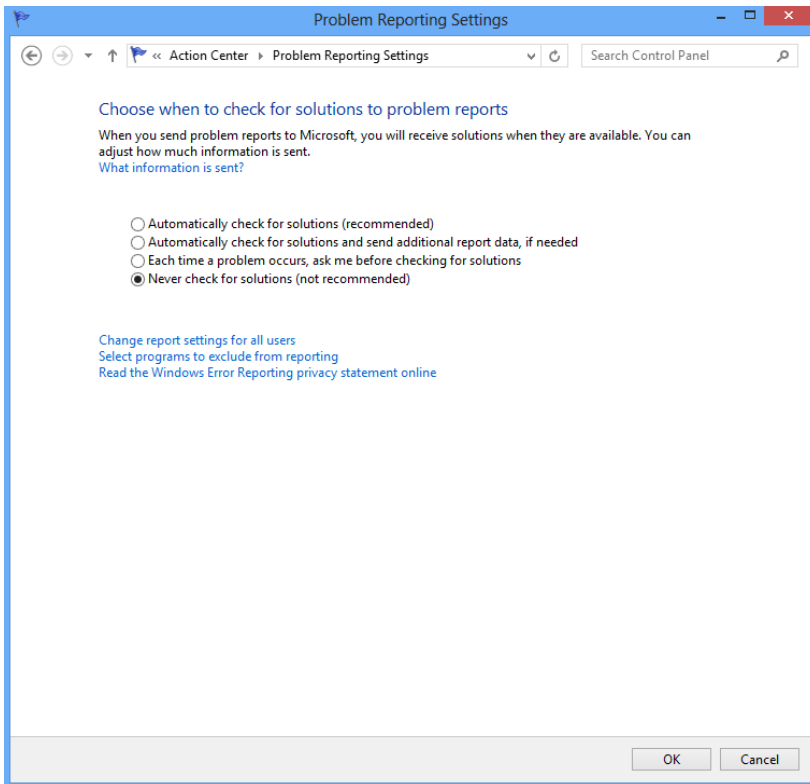 Problem Reporting Settings
« Action Center Problem Reporting Settings
Search Control Panel
Choose when to check for solutions to problem reports
When you send problem reports to Microsoft, you will receive solutions when they are available. You can
adjust how much information is sent.
What information is sent?
Automatically check for solutions (recommended)
Automatically check for solutions and send additional report data, if needed
Each time a problem occurs, ask me before checking for solutions
Never check for solutions (not recommended)
Change report settings for all users
Select programs to exclude from reporting
Read the Windows Error Reporting privacy statement online
OK Cancel